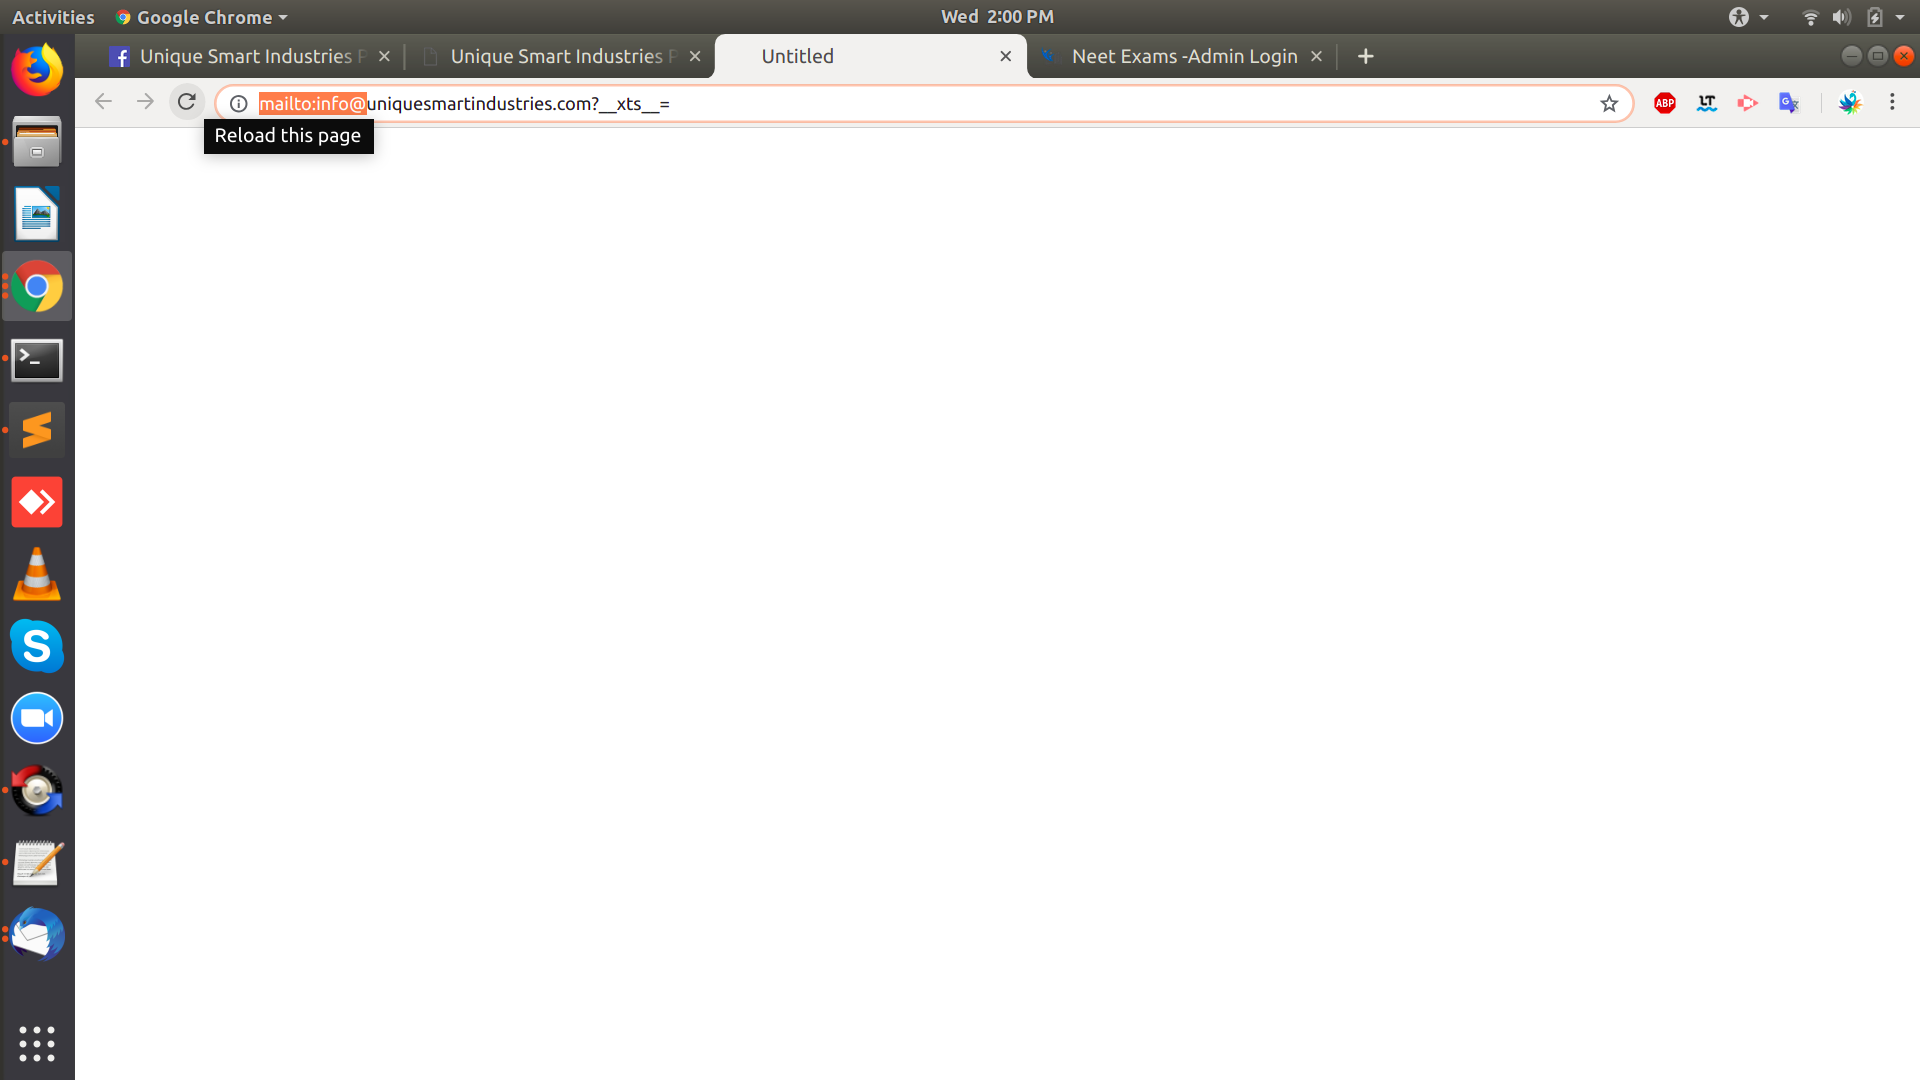 Activities Google Chrome Wed 2:00 PM
Unique Smart Industries P Unique Smart Industries P Untitled Neet Exams -Admin Login
mailto:info@uniquesmartindustries.com?__xts__= ABP LT G
Reload this page
S